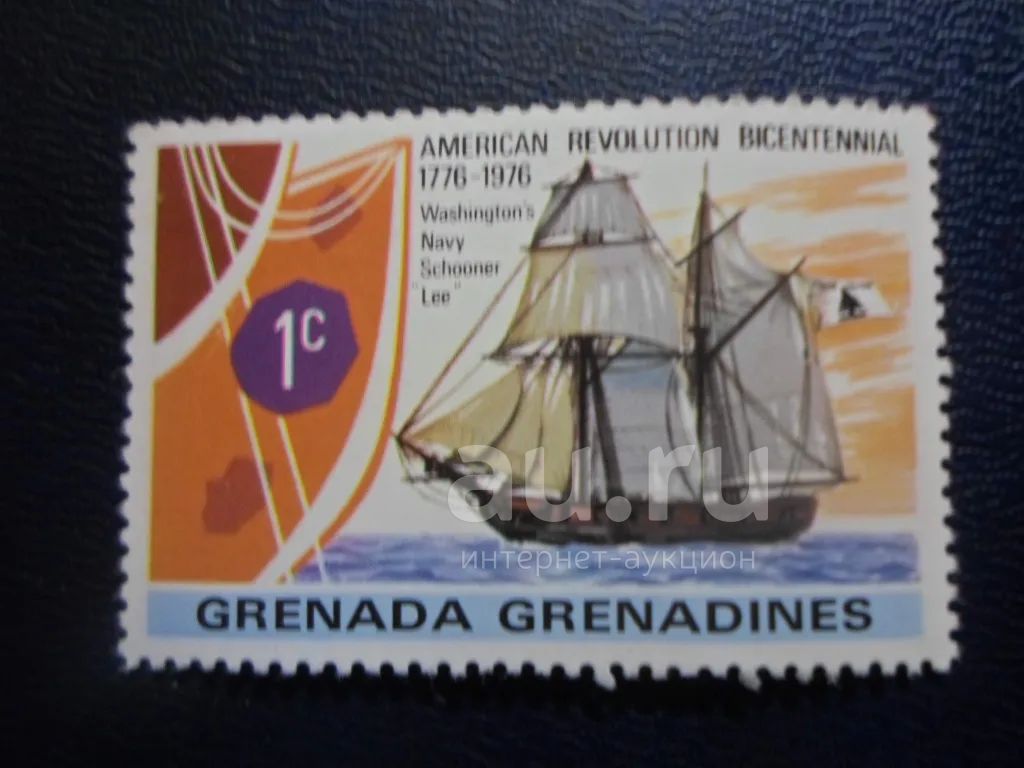 AMERICAN REVOLUTION BICENTENNIAL
1776-1976
Washington's
Navy
Schooner
"Lee"
1c
au.ru
интернет-аукцион
GRENADA GRENADINES